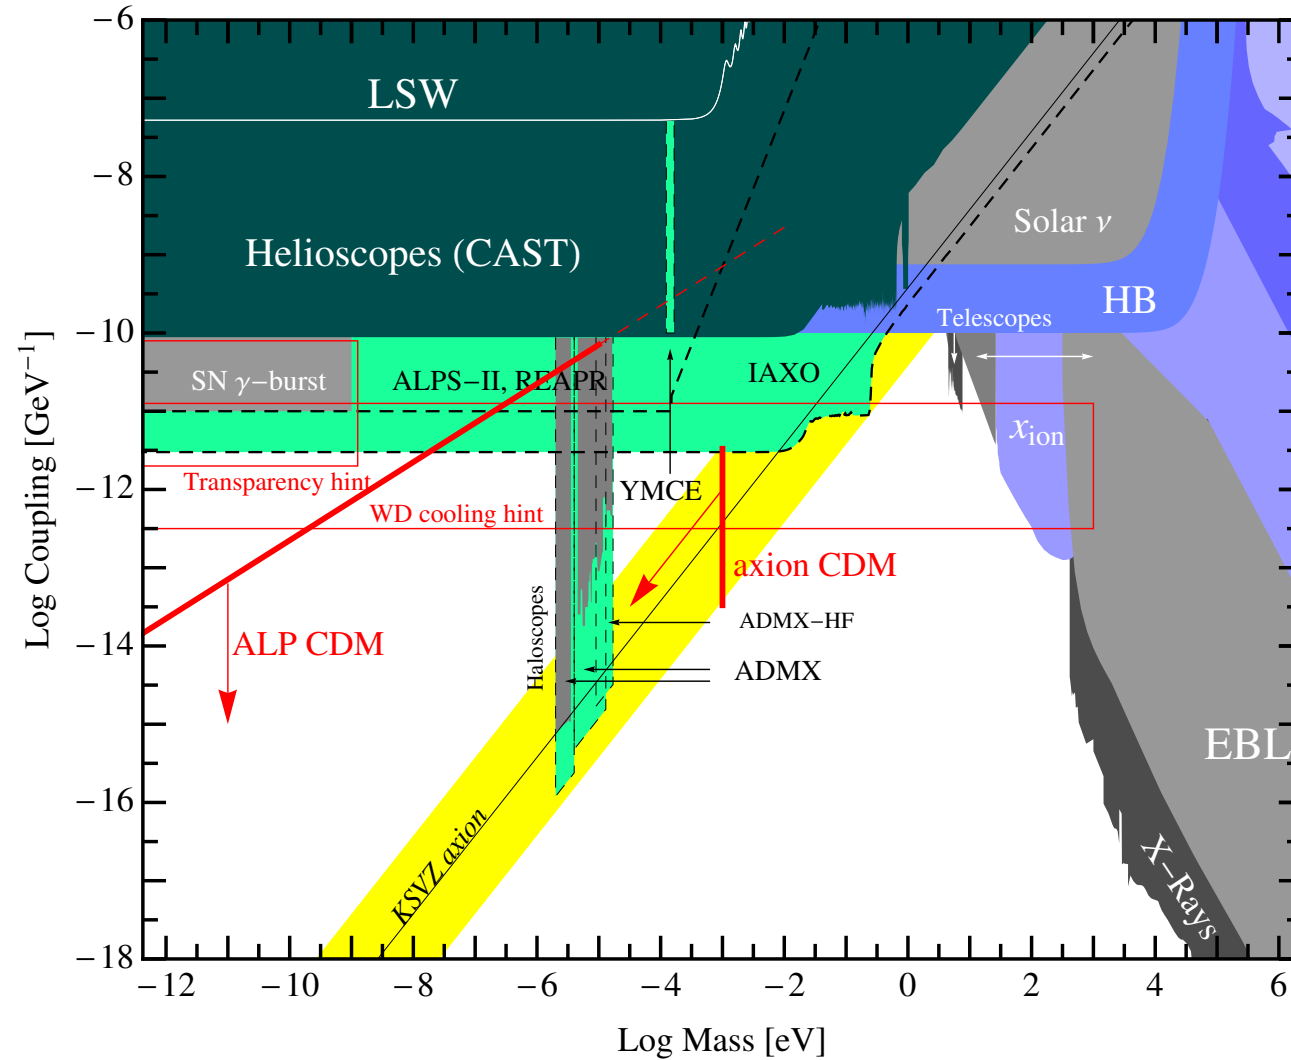 −6
−8
−10
−12
−14
−16
−18
Log Coupling [GeV⁻¹]
LSW
Helioscopes (CAST)
Solar ν
HB
Telescopes
SN γ−burst
ALPS−II, REAPR
IAXO
x_ion
Transparency hint
YMCE
WD cooling hint
axion CDM
Haloscopes
ADMX−HF
ALP CDM
ADMX
EBL
KSVZ axion
X−Rays
−12 −10 −8 −6 −4 −2 0 2 4 6
Log Mass [eV]